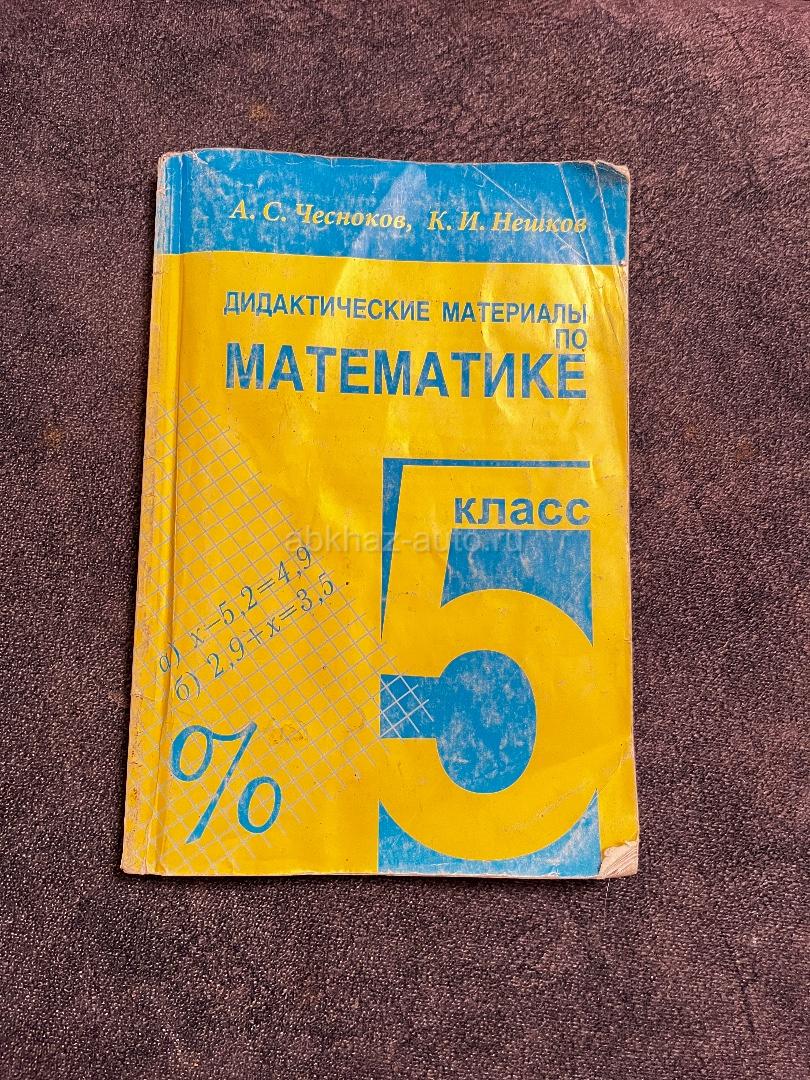 А. С. Чесноков, К. И. Нешков
ДИДАКТИЧЕСКИЕ МАТЕРИАЛЫ
ПО
МАТЕМАТИКЕ
5
класс
abkhaz-auto.ru
а) x−5,2=4,9
б) 2,9+x=3,5.
%